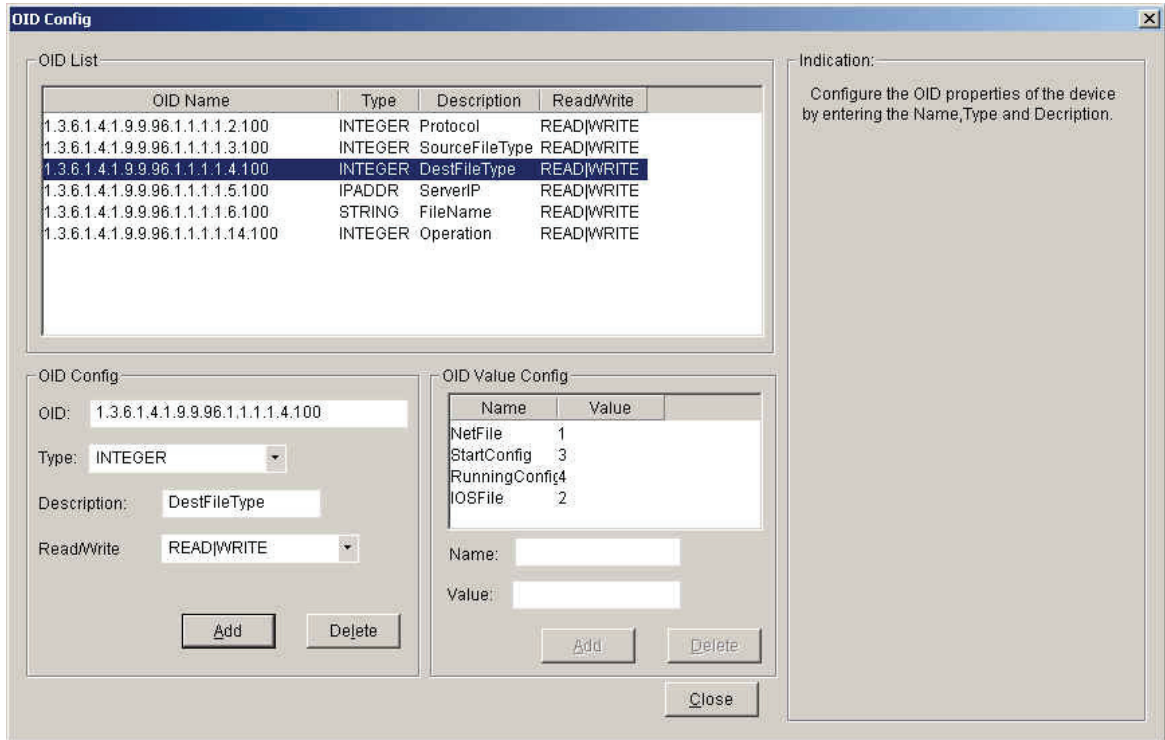 OID Config
OID List
OID Name Type Description Read/Write
1.3.6.1.4.1.9.9.96.1.1.1.1.2.100 INTEGER Protocol READ|WRITE
1.3.6.1.4.1.9.9.96.1.1.1.1.3.100 INTEGER SourceFileType READ|WRITE
1.3.6.1.4.1.9.9.96.1.1.1.1.4.100 INTEGER DestFileType READ|WRITE
1.3.6.1.4.1.9.9.96.1.1.1.1.5.100 IPADDR ServerIP READ|WRITE
1.3.6.1.4.1.9.9.96.1.1.1.1.6.100 STRING FileName READ|WRITE
1.3.6.1.4.1.9.9.96.1.1.1.1.14.100 INTEGER Operation READ|WRITE
Indication:
Configure the OID properties of the device
by entering the Name,Type and Decription.
OID Config
OID: 1.3.6.1.4.1.9.9.96.1.1.1.1.4.100
Type: INTEGER
Description: DestFileType
Read/Write READ|WRITE
Add Delete
OID Value Config
Name Value
NetFile 1
StartConfig 3
RunningConfig 4
IOSFile 2
Name:
Value:
Add Delete
Close